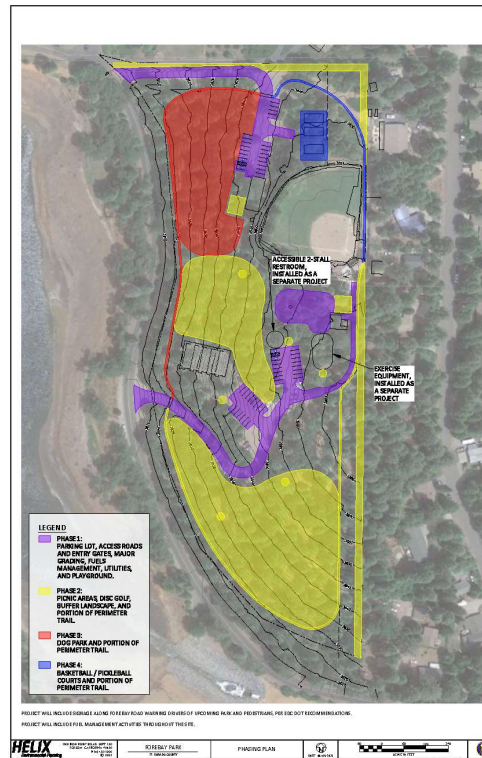 ACCESSIBLE 2-STALL
RESTROOM,
INSTALLED AS A
SEPARATE PROJECT
EXERCISE
EQUIPMENT,
INSTALLED AS
A SEPARATE
PROJECT
LEGEND
PHASE 1:
PARKING LOT, ACCESS ROADS
AND ENTRY GATES, MAJOR
GRADING, FUELS
MANAGEMENT, UTILITIES,
AND PLAYGROUND.
PHASE 2:
PICNIC AREAS, DISC GOLF,
BUFFER LANDSCAPE, AND
PORTION OF PERIMETER
TRAIL.
PHASE 3:
DOG PARK AND PORTION OF
PERIMETER TRAIL.
PHASE 4:
BASKETBALL / PICKLEBALL
COURTS AND PORTION OF
PERIMETER TRAIL.
PROJECT WILL INCLUDE SIGNAGE ALONG FOREBAY ROAD WARNING DRIVERS OF UPCOMING PARK AND PEDESTRIANS, PER EDC DOT RECOMMENDATIONS.
PROJECT WILL INCLUDE FUEL MANAGEMENT ACTIVITIES THROUGHOUT THIS SITE.
HELIX
Environmental Planning
FOREBAY PARK
PHASING PLAN